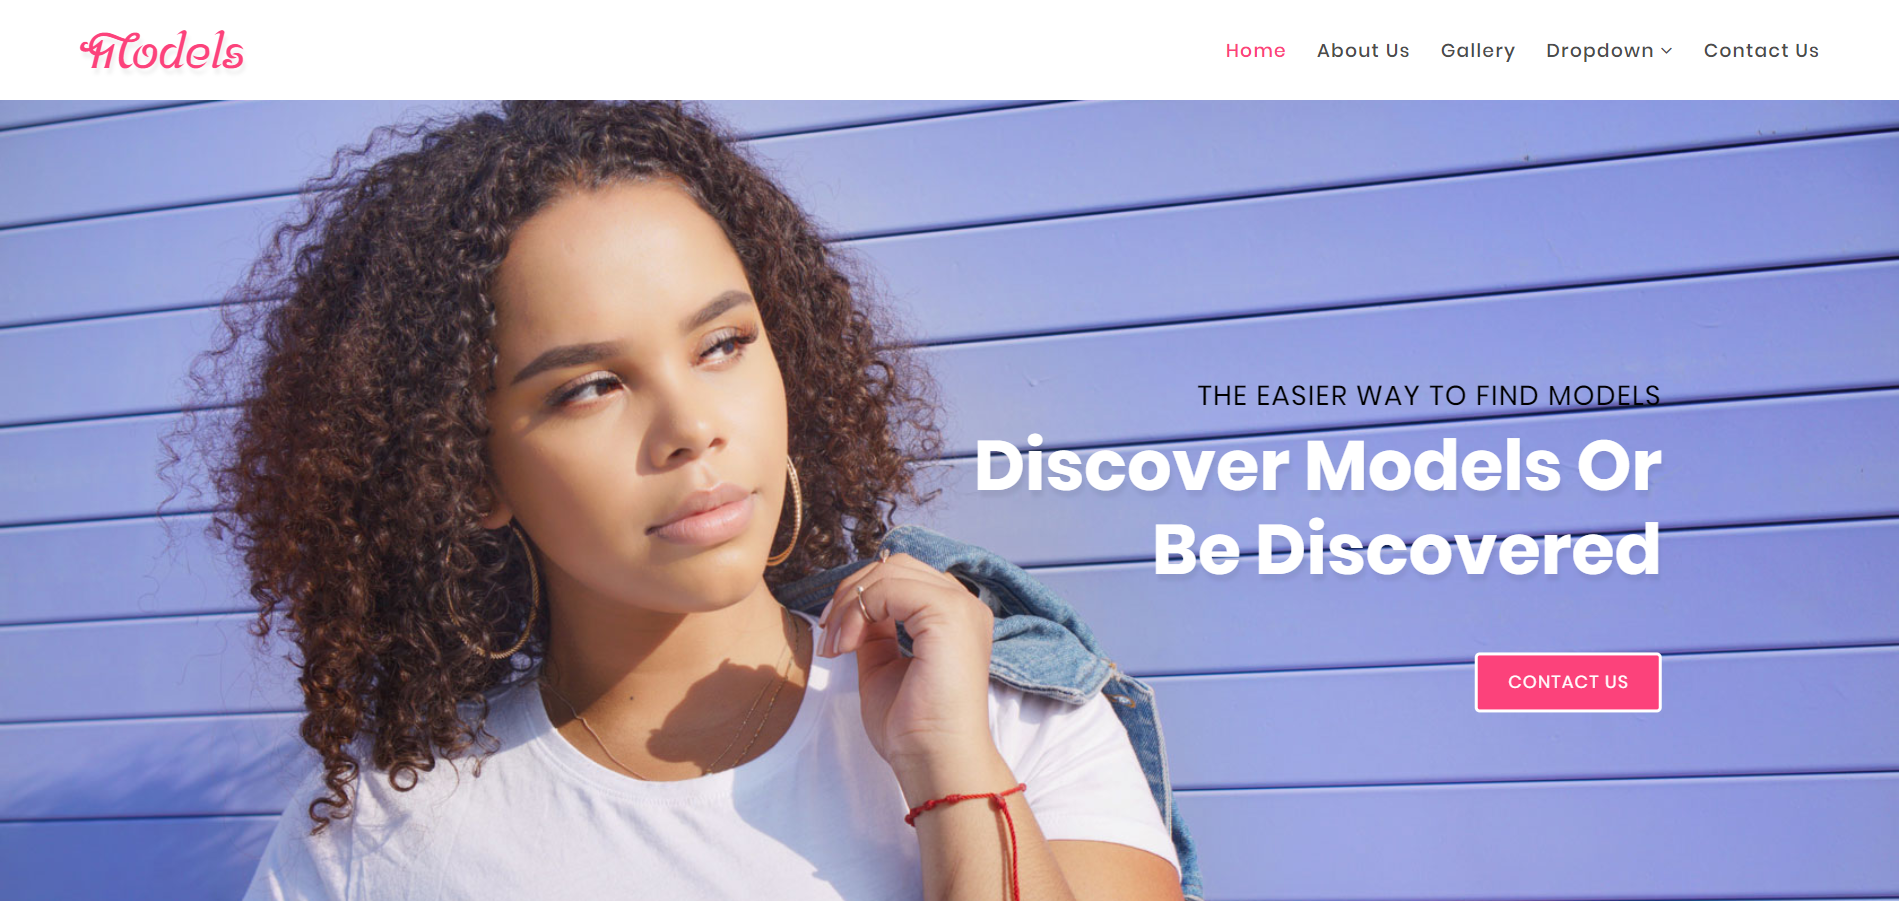 Models
Home About Us Gallery Dropdown Contact Us
THE EASIER WAY TO FIND MODELS
Discover Models Or
Be Discovered
CONTACT US